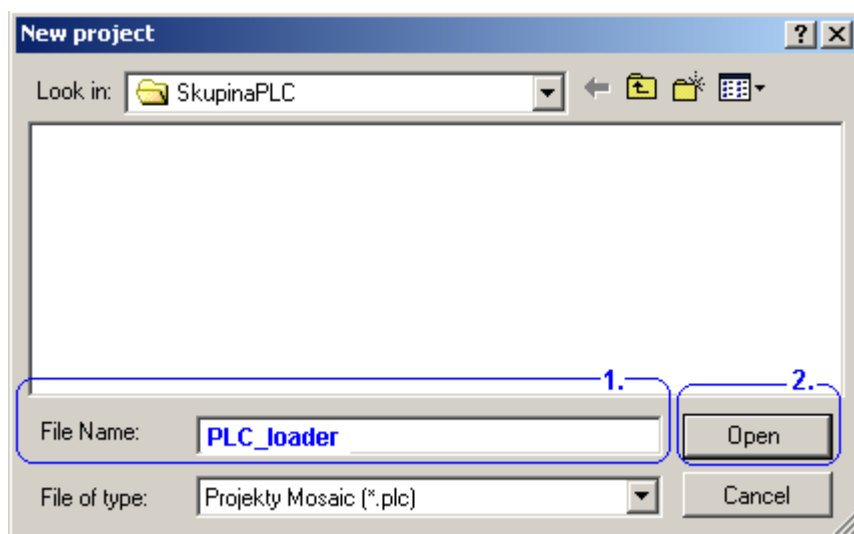 New project
Look in: SkupinaPLC
1. 2.
File Name: PLC_loader Open
File of type: Projekty Mosaic (*.plc) Cancel